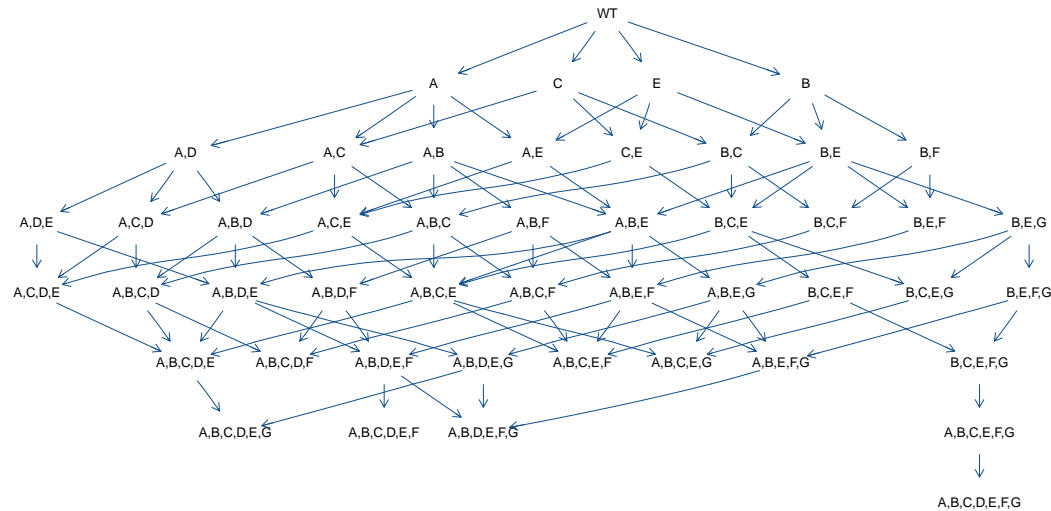 WT
A C E B
A,D A,C A,B A,E C,E B,C B,E B,F
A,D,E A,C,D A,B,D A,C,E A,B,C A,B,F A,B,E B,C,E B,C,F B,E,F B,E,G
A,C,D,E A,B,C,D A,B,D,E A,B,D,F A,B,C,E A,B,C,F A,B,E,F A,B,E,G B,C,E,F B,C,E,G B,E,F,G
A,B,C,D,E A,B,C,D,F A,B,D,E,F A,B,D,E,G A,B,C,E,F A,B,C,E,G A,B,E,F,G B,C,E,F,G
A,B,C,D,E,G A,B,C,D,E,F A,B,D,E,F,G A,B,C,E,F,G
A,B,C,D,E,F,G